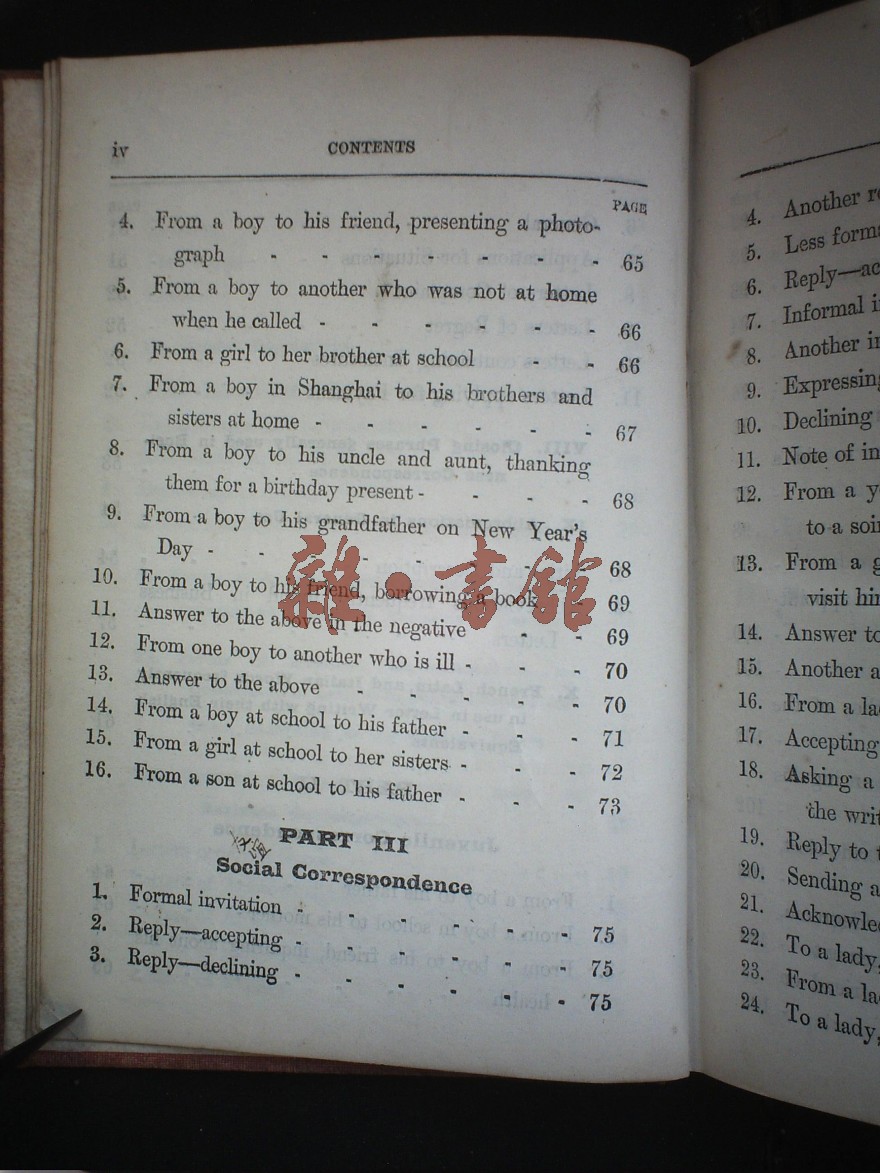 iv CONTENTS
PAGE
4. From a boy to his friend, presenting a photo-
graph - - - - - - - 65
5. From a boy to another who was not at home
when he called - - - - - - 66
6. From a girl to her brother at school - - 66
7. From a boy in Shanghai to his brothers and
sisters at home - - - - - - 67
8. From a boy to his uncle and aunt, thanking
them for a birthday present - - - - 68
9. From a boy to his grandfather on New Year's
Day - - - - - - - - 68
10. From a boy to his friend, borrowing a book - 69
11. Answer to the above in the negative - - 69
12. From one boy to another who is ill - - - 70
13. Answer to the above - - - - - 70
14. From a boy at school to his father - - - 71
15. From a girl at school to her sisters - - - 72
16. From a son at school to his father - - - 73
PART III
Social Correspondence
1. Formal invitation - - - - - 75
2. Reply—accepting - - - - - 75
3. Reply—declining - - - - - - 75
雜·書館
4. Another
5. Less
6. Reply—
7. Informal
8. Another
9. Expressing
10. Declining
11. Note of
12. From a
to a
13. From a
visit
14. Answer
15. Another
16. From a
17. Accepting
18. Asking a
the
19. Reply to
20. Sending
21.
22. To a lady,
23. From a
24. To a lady,